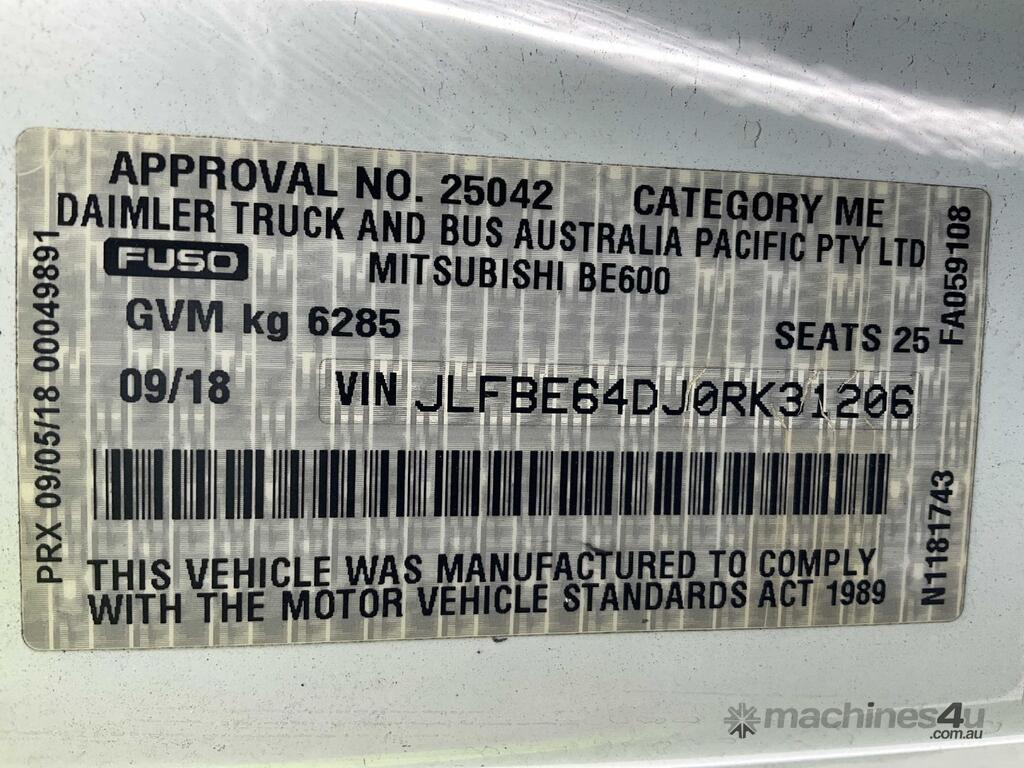 APPROVAL NO. 25042 CATEGORY ME
DAIMLER TRUCK AND BUS AUSTRALIA PACIFIC PTY LTD
FUSO MITSUBISHI BE600
GVM kg 6285 SEATS 25
09/18 VIN JLFBE64DJ0RK31206
THIS VEHICLE WAS MANUFACTURED TO COMPLY
WITH THE MOTOR VEHICLE STANDARDS ACT 1989
PRX 09/05/18 00049891
FA059108
N1181743
machines4u
.com.au